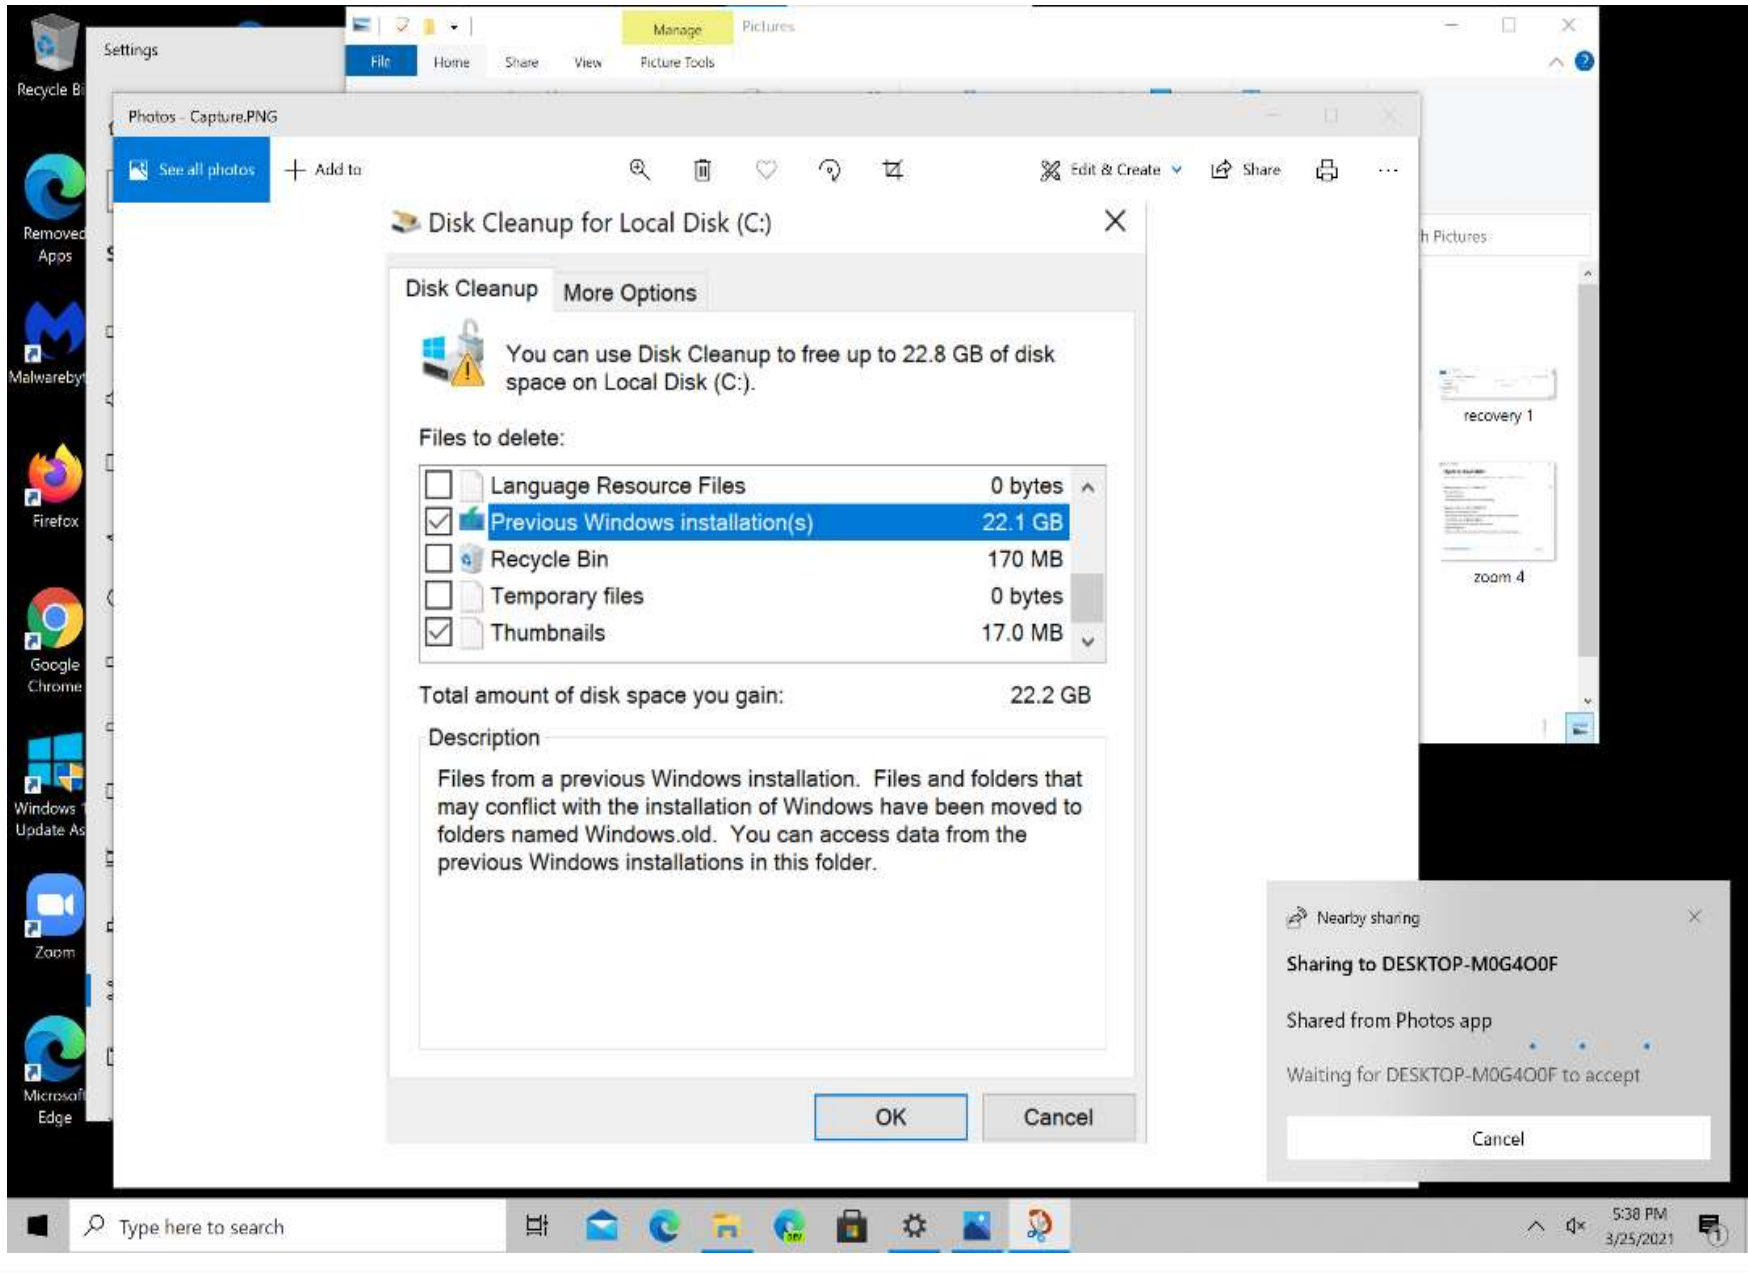 Recycle Bi
Settings
Manage
Pictures
File
Home
Share
View
Picture Tools
Photos - Capture.PNG
See all photos
Add to
Edit & Create
Share
h Pictures
Removed
Apps
Malwareby
Firefox
Google
Chrome
Windows
Update As
Zoom
Microsoft
Edge
Disk Cleanup for Local Disk (C:)
Disk Cleanup
More Options
You can use Disk Cleanup to free up to 22.8 GB of disk
space on Local Disk (C:).
Files to delete:
Language Resource Files 0 bytes
Previous Windows installation(s) 22.1 GB
Recycle Bin 170 MB
Temporary files 0 bytes
Thumbnails 17.0 MB
Total amount of disk space you gain: 22.2 GB
Description
Files from a previous Windows installation. Files and folders that
may conflict with the installation of Windows have been moved to
folders named Windows.old. You can access data from the
previous Windows installations in this folder.
OK
Cancel
recovery 1
zoom 4
Nearby sharing
Sharing to DESKTOP-M0G4O0F
Shared from Photos app
Waiting for DESKTOP-M0G4O0F to accept
Cancel
Type here to search
DEV
5:38 PM
3/25/2021
1